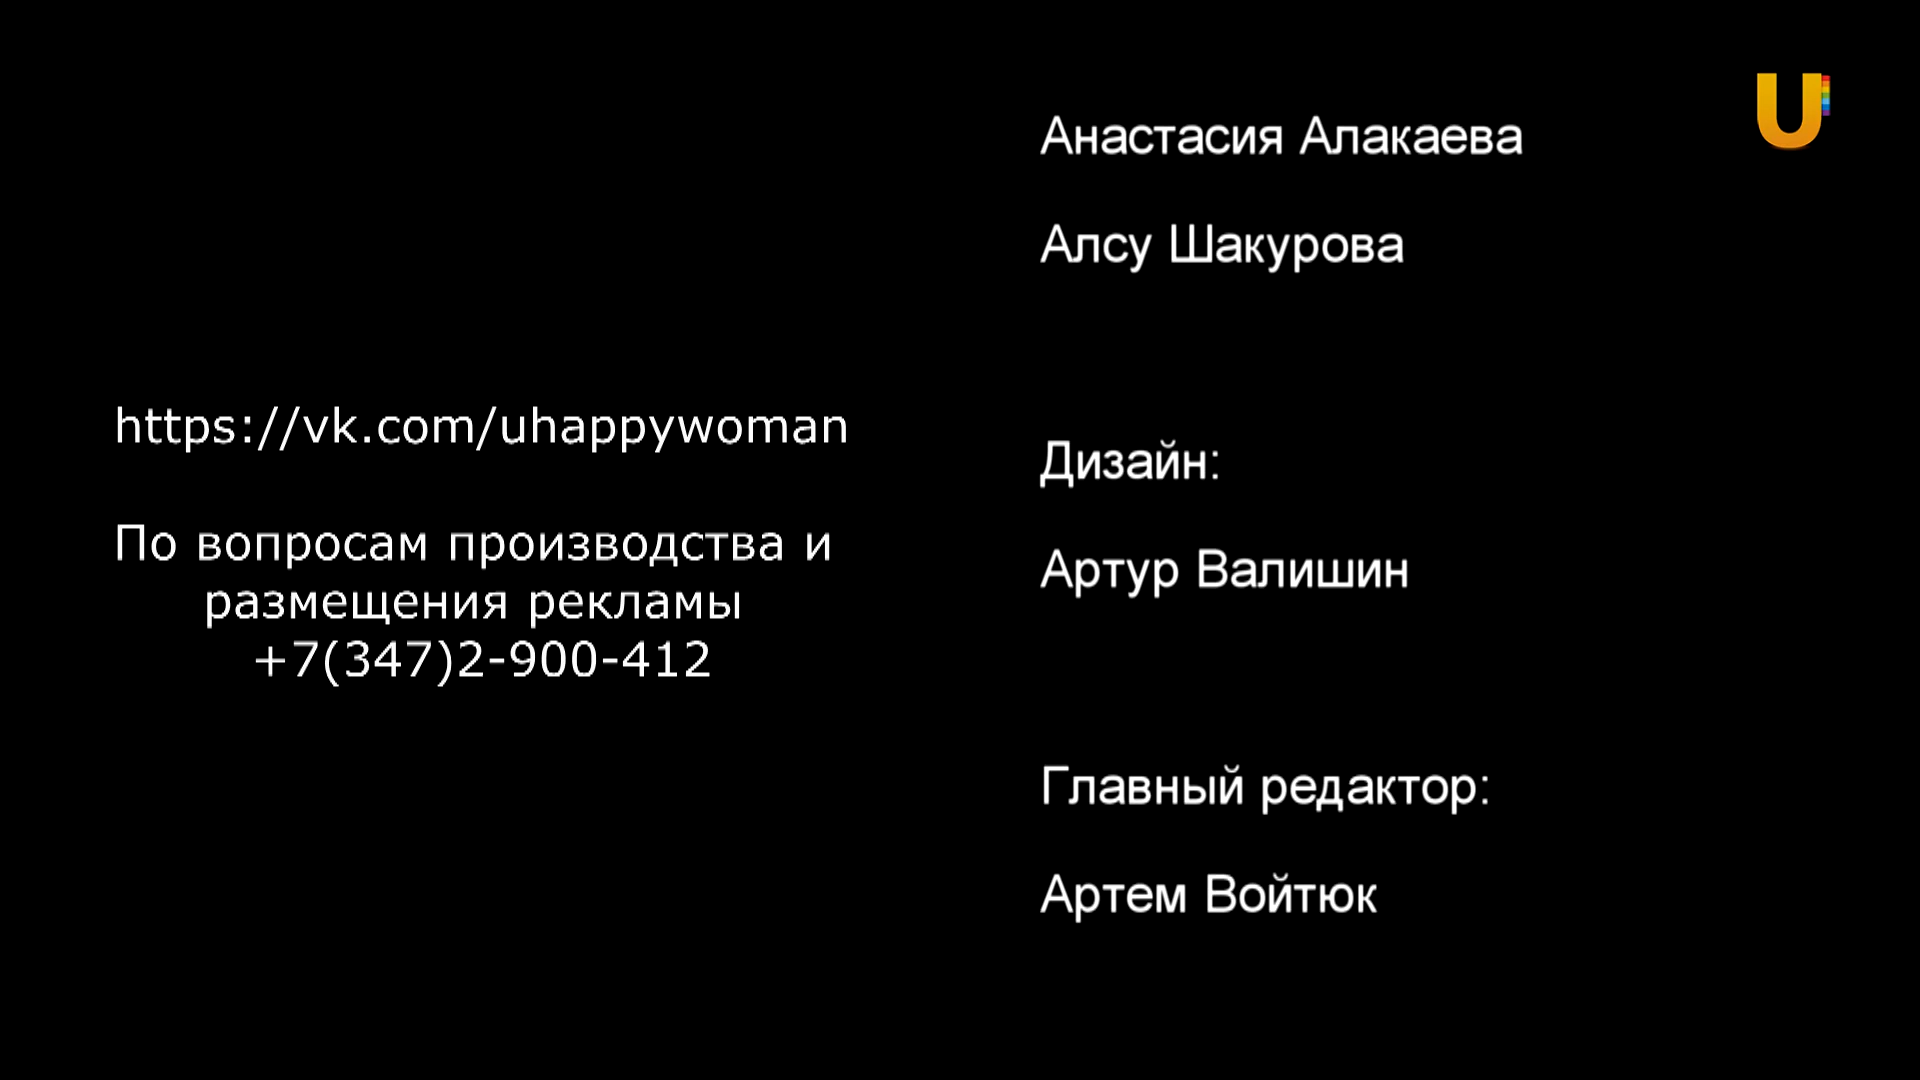 U
Анастасия Алакаева
Алсу Шакурова
https://vk.com/uhappywoman
По вопросам производства и
размещения рекламы
+7(347)2-900-412
Дизайн:
Артур Валишин
Главный редактор:
Артем Войтюк